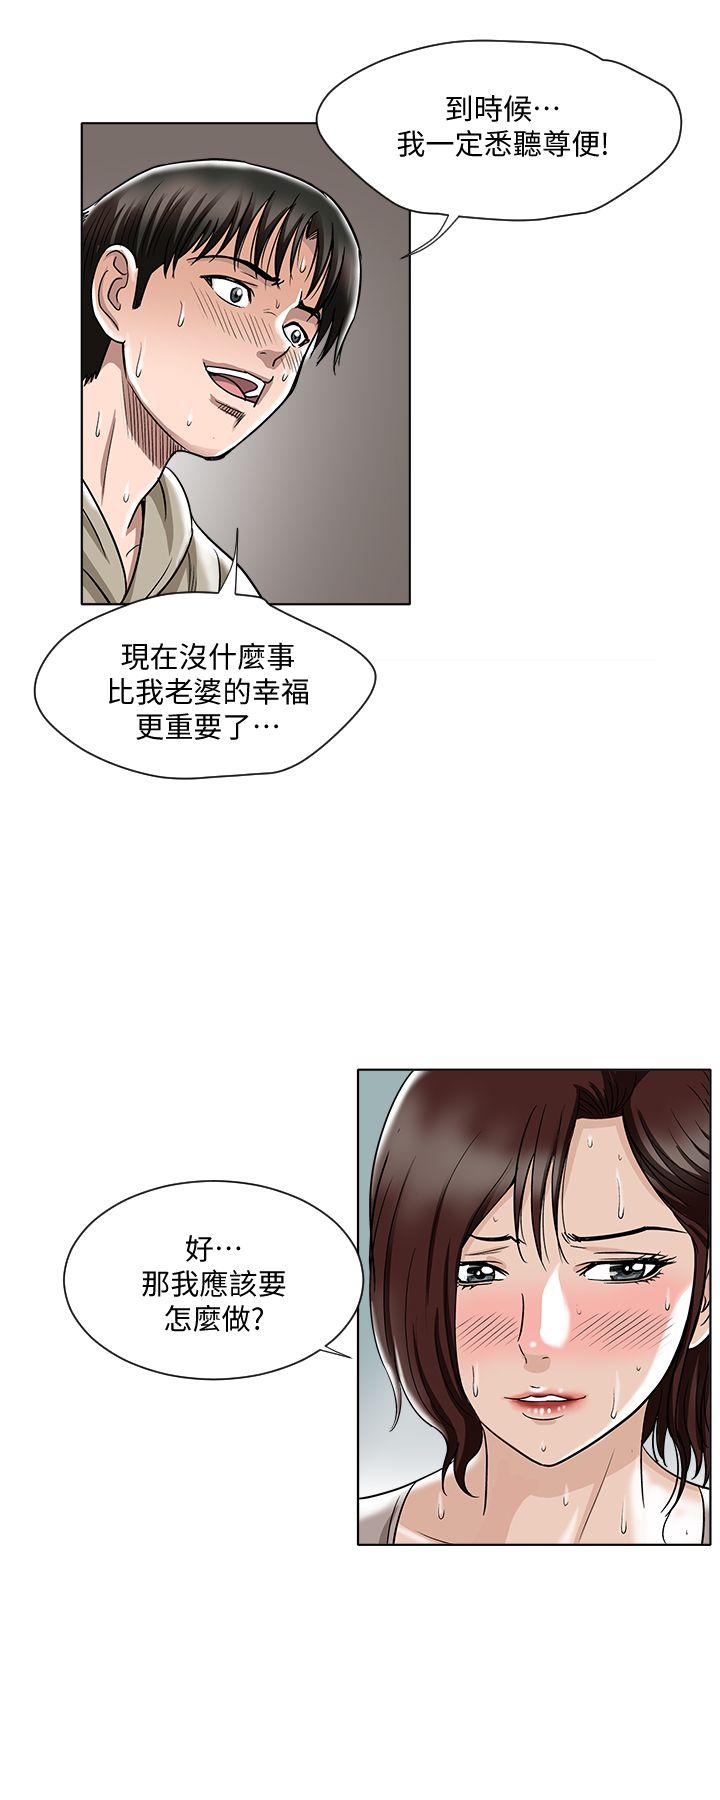 到時候…
我一定悉聽尊便!
現在沒什麼事
比我老婆的幸福
更重要了…
好…
那我應該要
怎麼做?